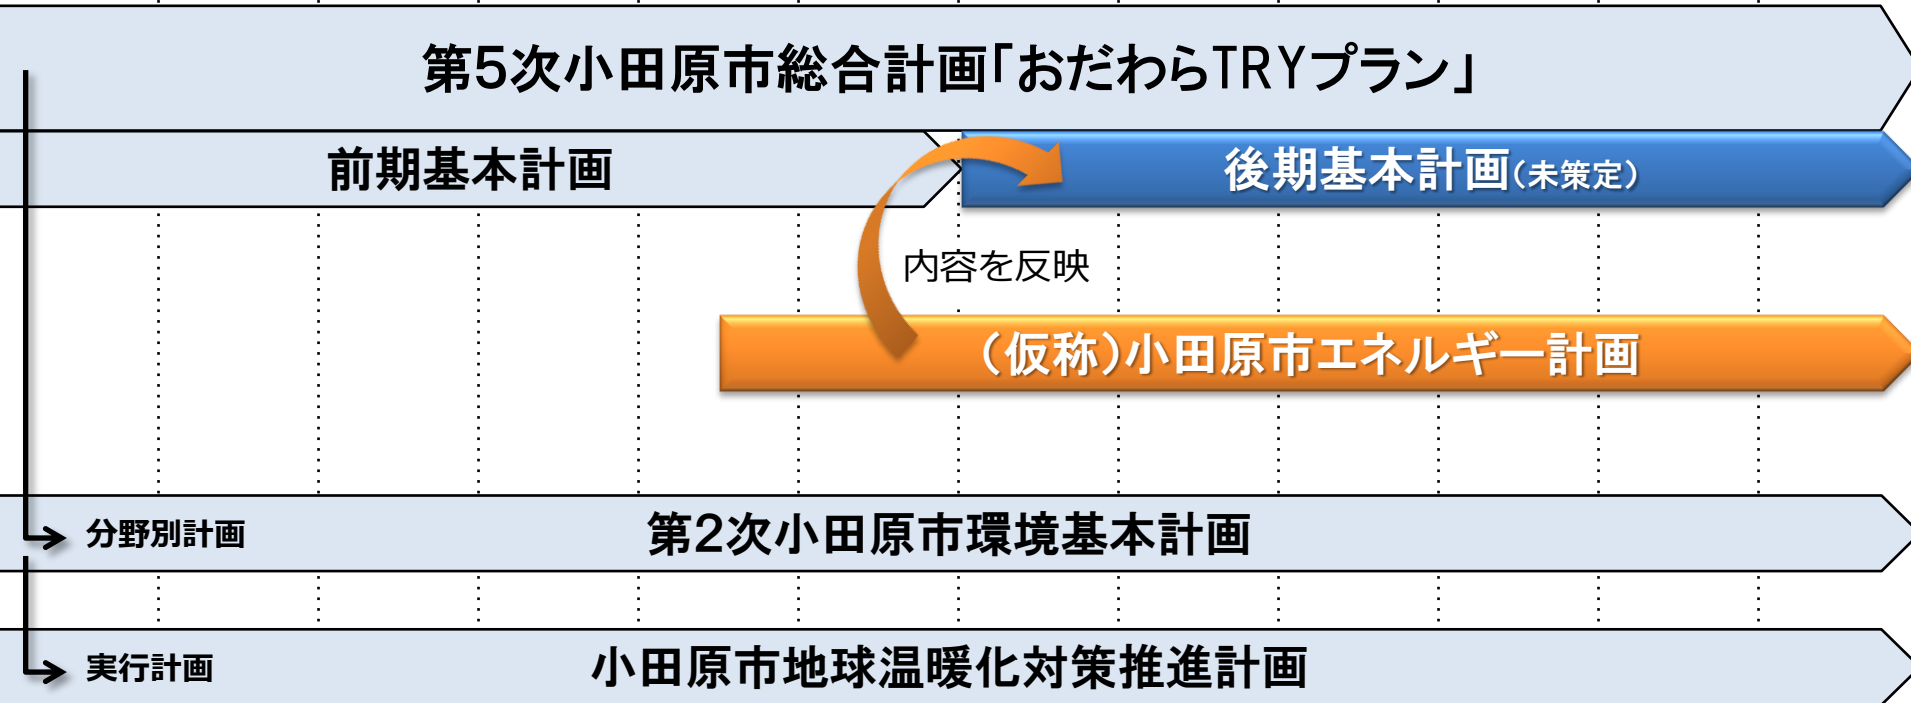 第5次小田原市総合計画「おだわらTRYプラン」
前期基本計画
後期基本計画(未策定)
内容を反映
(仮称)小田原市エネルギー計画
分野別計画
第2次小田原市環境基本計画
実行計画
小田原市地球温暖化対策推進計画